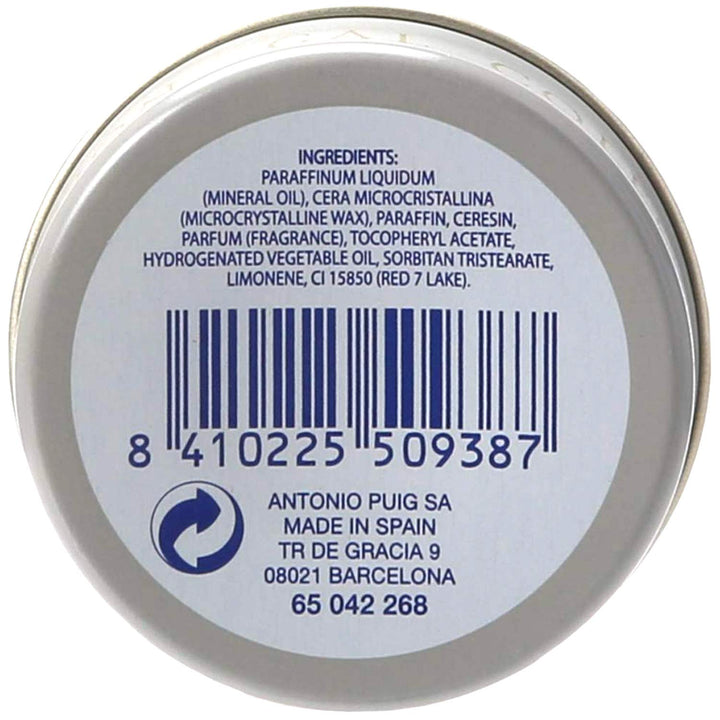 INGREDIENTS:
PARAFFINUM LIQUIDUM
(MINERAL OIL), CERA MICROCRISTALLINA
(MICROCRYSTALLINE WAX), PARAFFIN, CERESIN,
PARFUM (FRAGRANCE), TOCOPHERYL ACETATE,
HYDROGENATED VEGETABLE OIL, SORBITAN TRISTEARATE,
LIMONENE, CI 15850 (RED 7 LAKE).
8 410225 509387
ANTONIO PUIG SA
MADE IN SPAIN
TR DE GRACIA 9
08021 BARCELONA
65 042 268